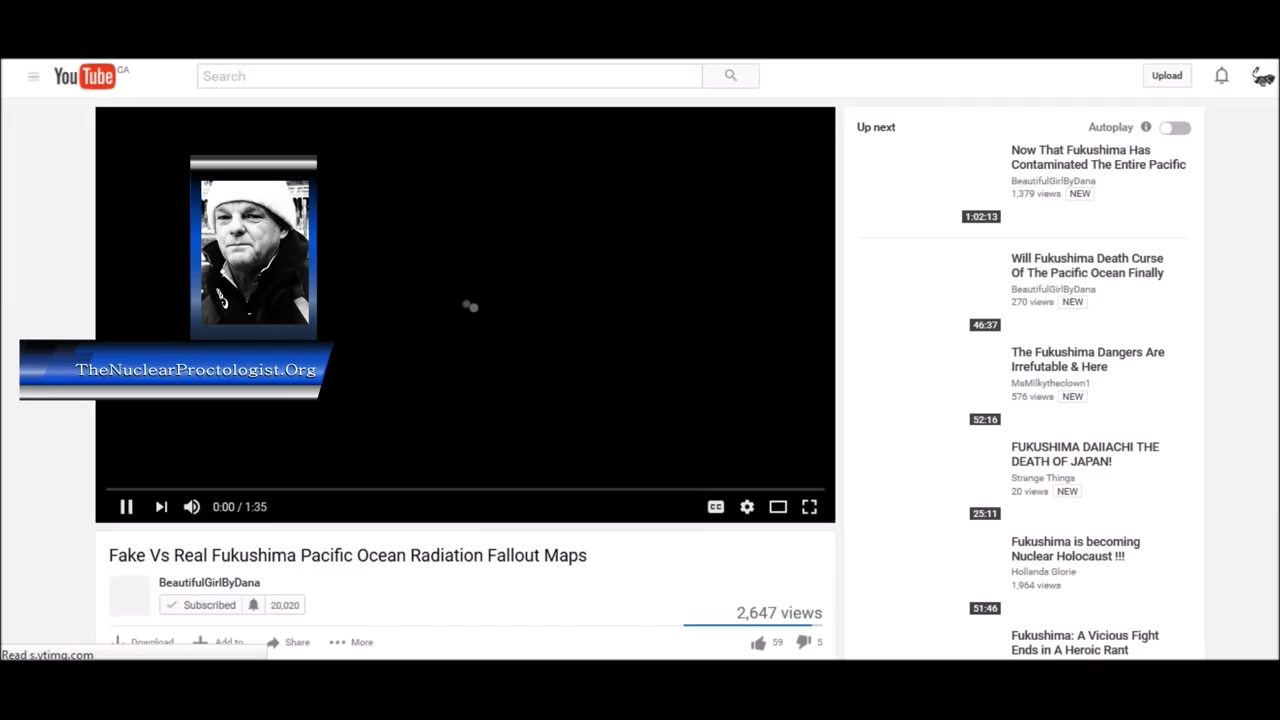 YouTube CA
Search
Upload
TheNuclearProctologist.Org
0:00 / 1:35
CC
Fake Vs Real Fukushima Pacific Ocean Radiation Fallout Maps
BeautifulGirlByDana
Subscribed 20,020
2,647 views
Download Add to Share More
59 5
Read s.ytimg.com
Up next
Autoplay
Now That Fukushima Has
Contaminated The Entire Pacific
BeautifulGirlByDana
1,379 views NEW
1:02:13
Will Fukushima Death Curse
Of The Pacific Ocean Finally
BeautifulGirlByDana
270 views NEW
46:37
The Fukushima Dangers Are
Irrefutable & Here
MsMilkytheclown1
576 views NEW
52:16
FUKUSHIMA DAIIACHI THE
DEATH OF JAPAN!
Strange Things
20 views NEW
25:11
Fukushima is becoming
Nuclear Holocaust !!!
Hollanda Glorie
1,964 views
51:46
Fukushima: A Vicious Fight
Ends in A Heroic Rant